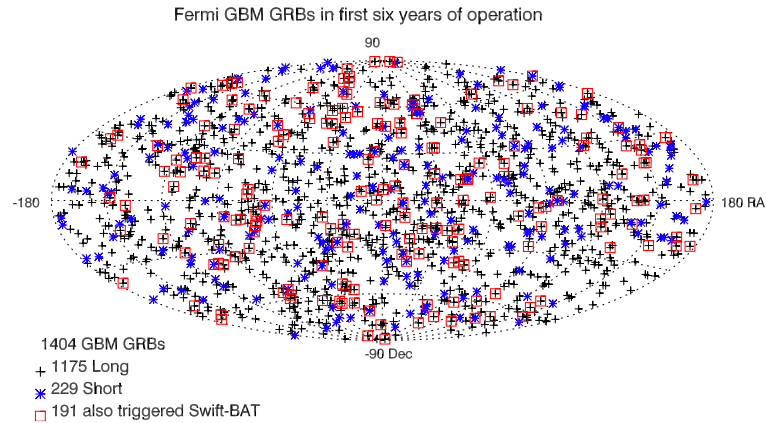 Fermi GBM GRBs in first six years of operation
90
-180
180 RA
-90 Dec
1404 GBM GRBs
1175 Long
229 Short
191 also triggered Swift-BAT